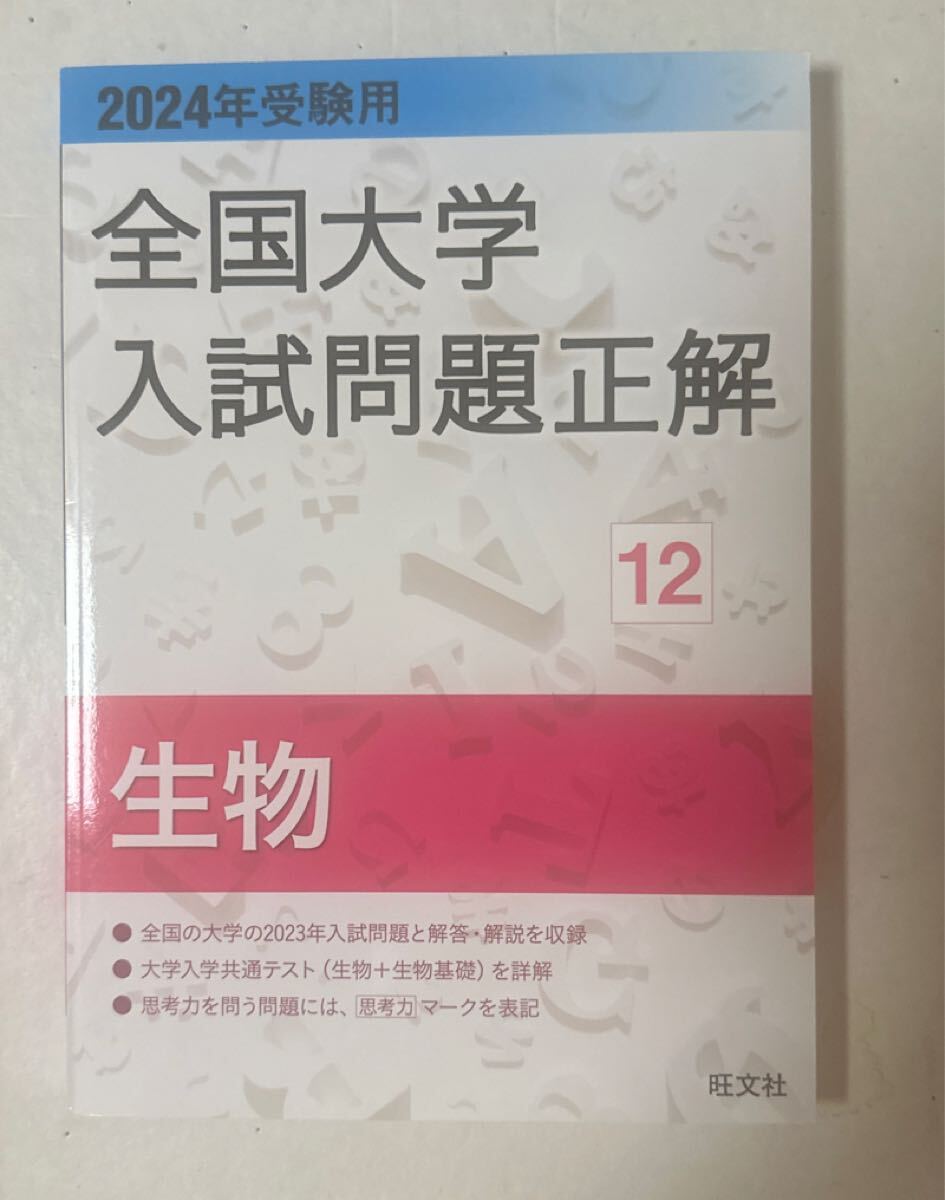 2024年受験用
全国大学
入試問題正解
12
生物
● 全国の大学の2023年入試問題と解答・解説を収録
● 大学入学共通テスト（生物＋生物基礎）を詳解
● 思考力を問う問題には、思考力マークを表記
旺文社